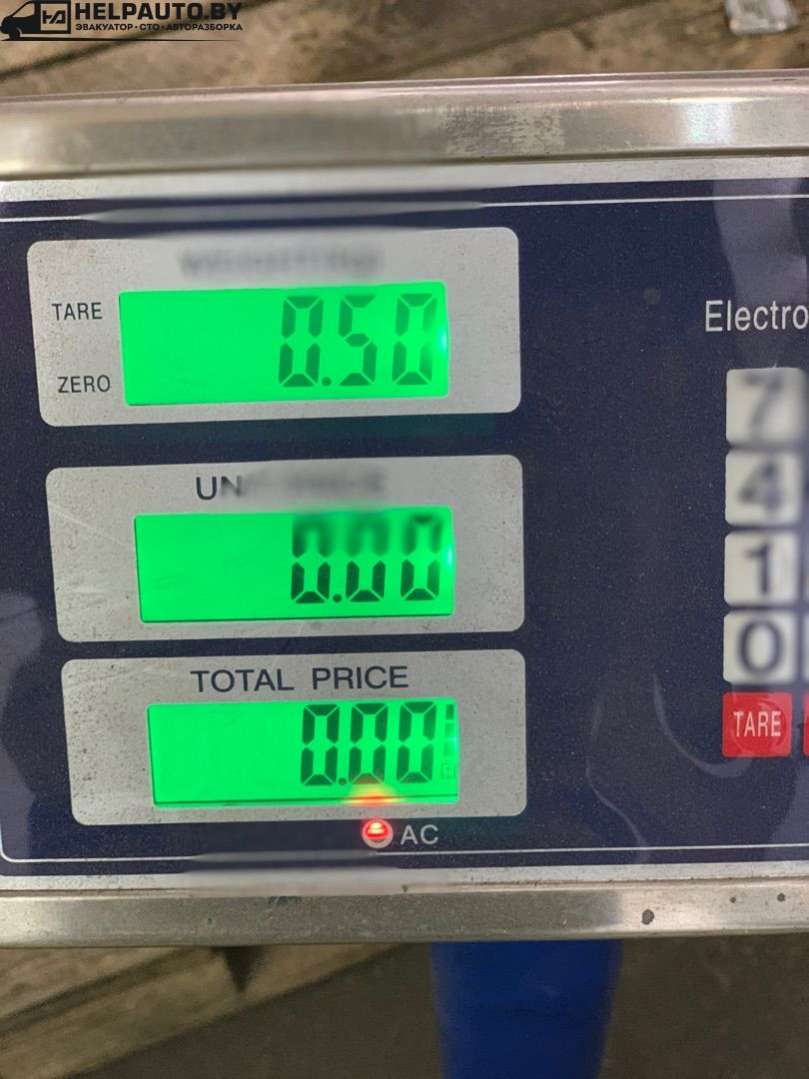 HELPAUTO.BY
ЭВАКУАТОР·СТО·АВТОРАЗБОРКА
TARE
0.50
ZERO
Electro
7
4
0.00
1
0
TOTAL PRICE
0.00
TARE
AC